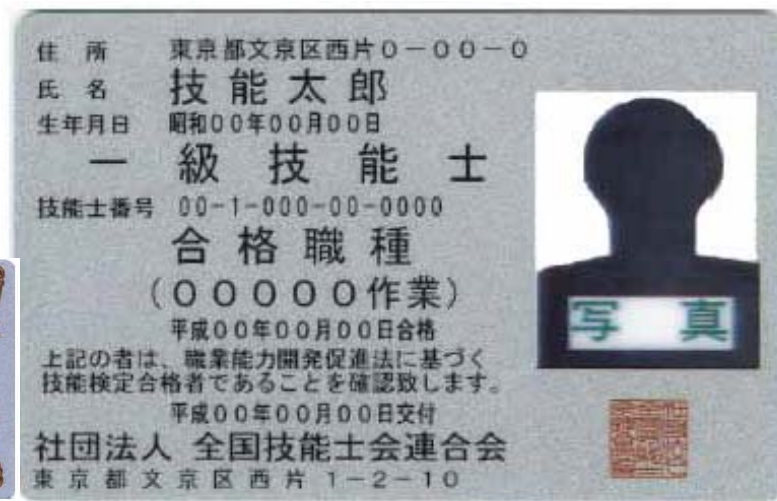 住所 東京都文京区西片0-00-0
氏名 技能太郎
生年月日 昭和00年00月00日
一級技能士
技能士番号 00-1-000-00-0000
合格職種
(00000作業)
平成00年00月00日合格
上記の者は、職業能力開発促進法に基づく
技能検定合格者であることを確認致します。
平成00年00月00日交付
社団法人 全国技能士会連合会
東京都文京区西片1-2-10
写真